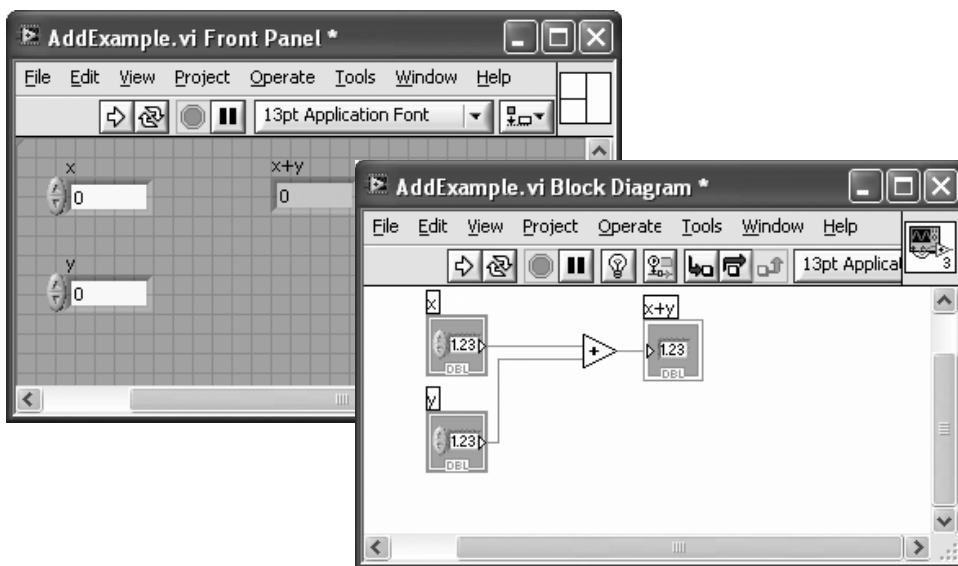 AddExample.vi Front Panel *
File Edit View Project Operate Tools Window Help
13pt Application Font
x
0
x+y
0
y
0
AddExample.vi Block Diagram *
File Edit View Project Operate Tools Window Help
13pt Applicat
3
x
1.23
DBL
+
x+y
1.23
DBL
y
1.23
DBL